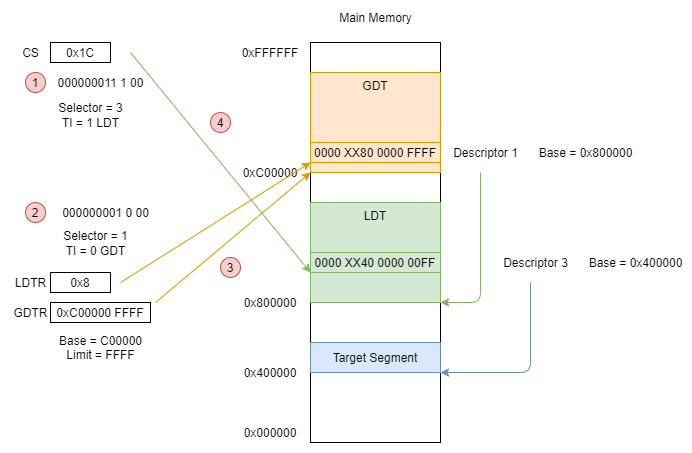 Main Memory
CS
0x1C
0xFFFFFF
1
000000011 1 00
GDT
Selector = 3
TI = 1 LDT
4
0000 XX80 0000 FFFF
Descriptor 1
Base = 0x800000
0xC00000
2
000000001 0 00
LDT
Selector = 1
TI = 0 GDT
3
0000 XX40 0000 00FF
Descriptor 3
Base = 0x400000
LDTR
0x8
0x800000
GDTR
0xC00000 FFFF
Base = C00000
Limit = FFFF
Target Segment
0x400000
0x000000